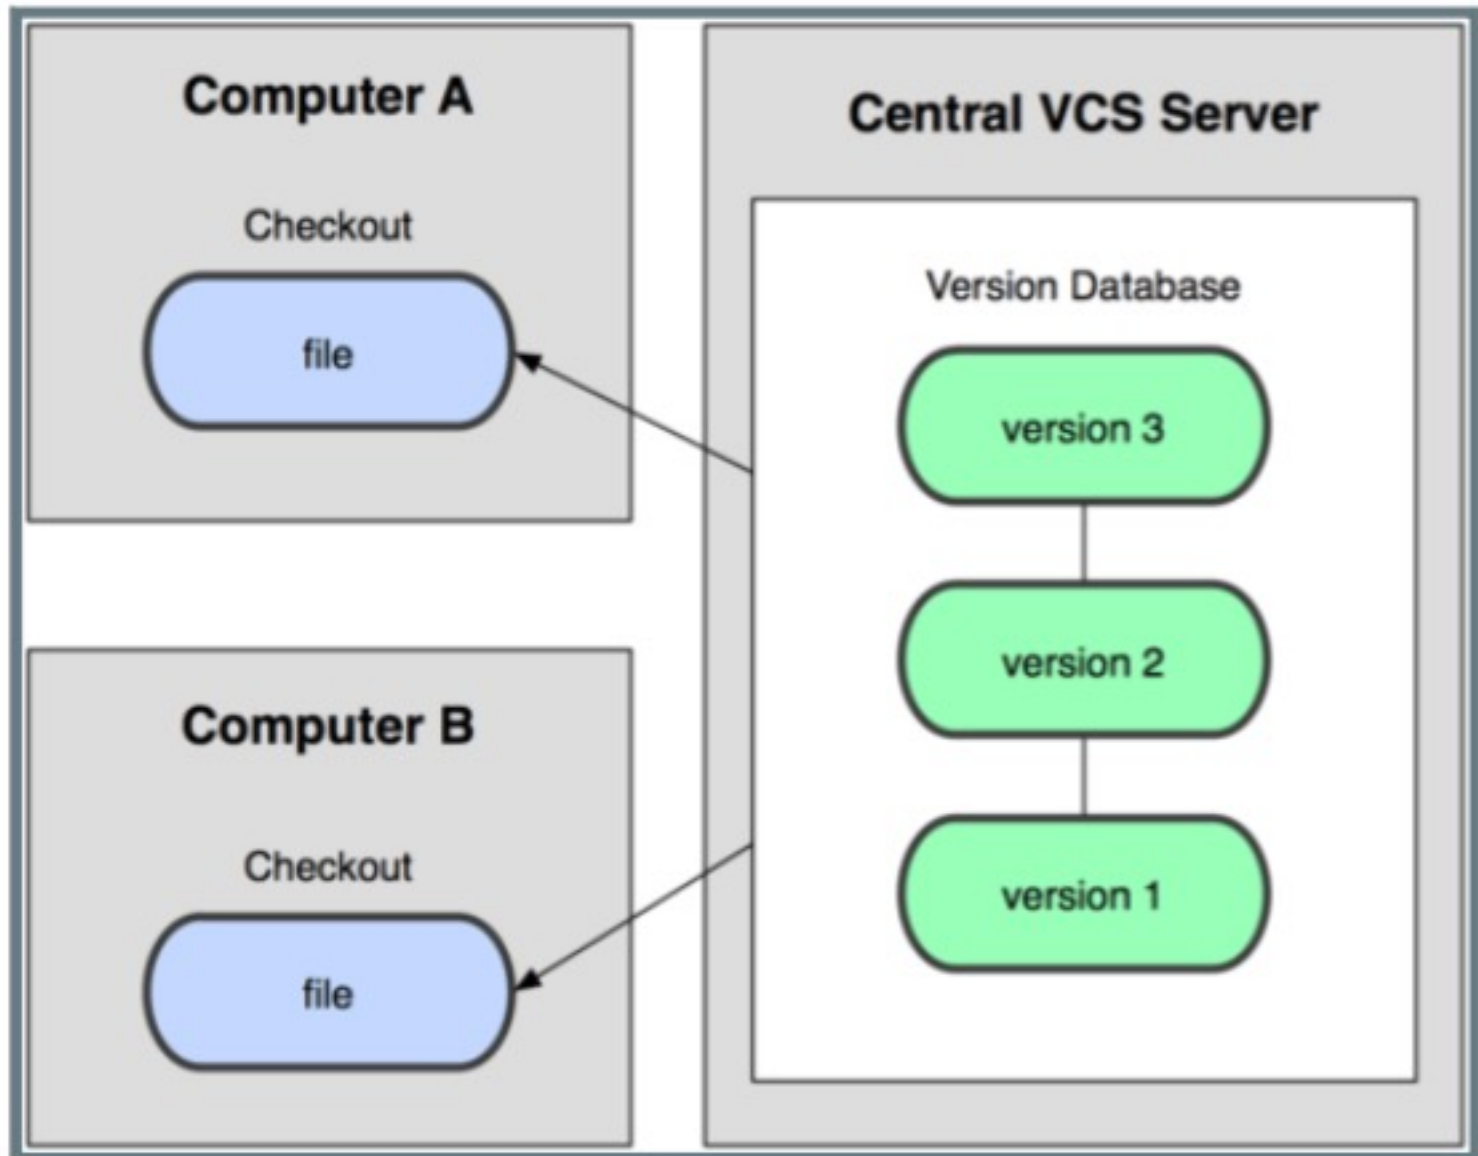 Computer A
Checkout
file
Computer B
Checkout
file
Central VCS Server
Version Database
version 3
version 2
version 1